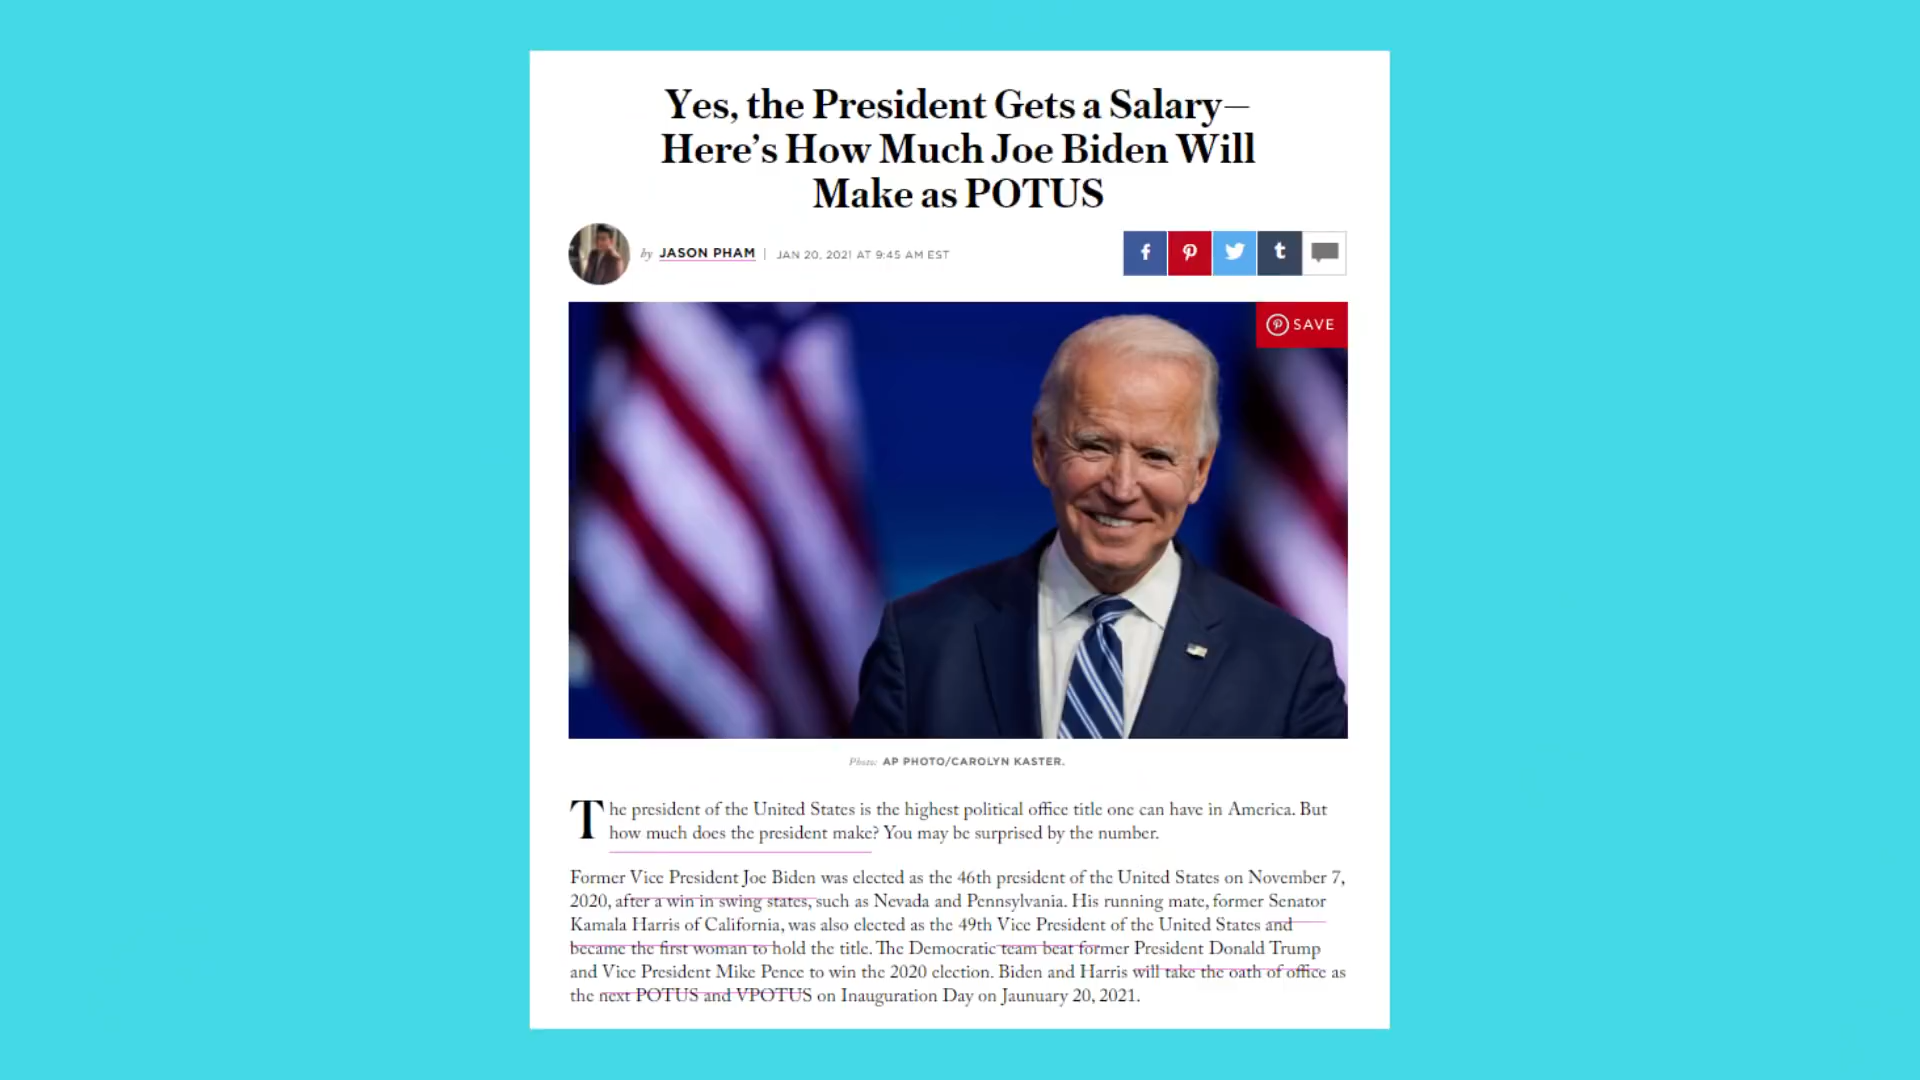 Yes, the President Gets a Salary—
Here's How Much Joe Biden Will
Make as POTUS
by JASON PHAM | JAN 20, 2021 AT 9:45 AM EST
SAVE
Photo: AP PHOTO/CAROLYN KASTER.
The president of the United States is the highest political office title one can have in America. But
how much does the president make? You may be surprised by the number.
Former Vice President Joe Biden was elected as the 46th president of the United States on November 7,
2020, after a win in swing states, such as Nevada and Pennsylvania. His running mate, former Senator
Kamala Harris of California, was also elected as the 49th Vice President of the United States and
became the first woman to hold the title. The Democratic team beat former President Donald Trump
and Vice President Mike Pence to win the 2020 election. Biden and Harris will take the oath of office as
the next POTUS and VPOTUS on Inauguration Day on Jaunuary 20, 2021.